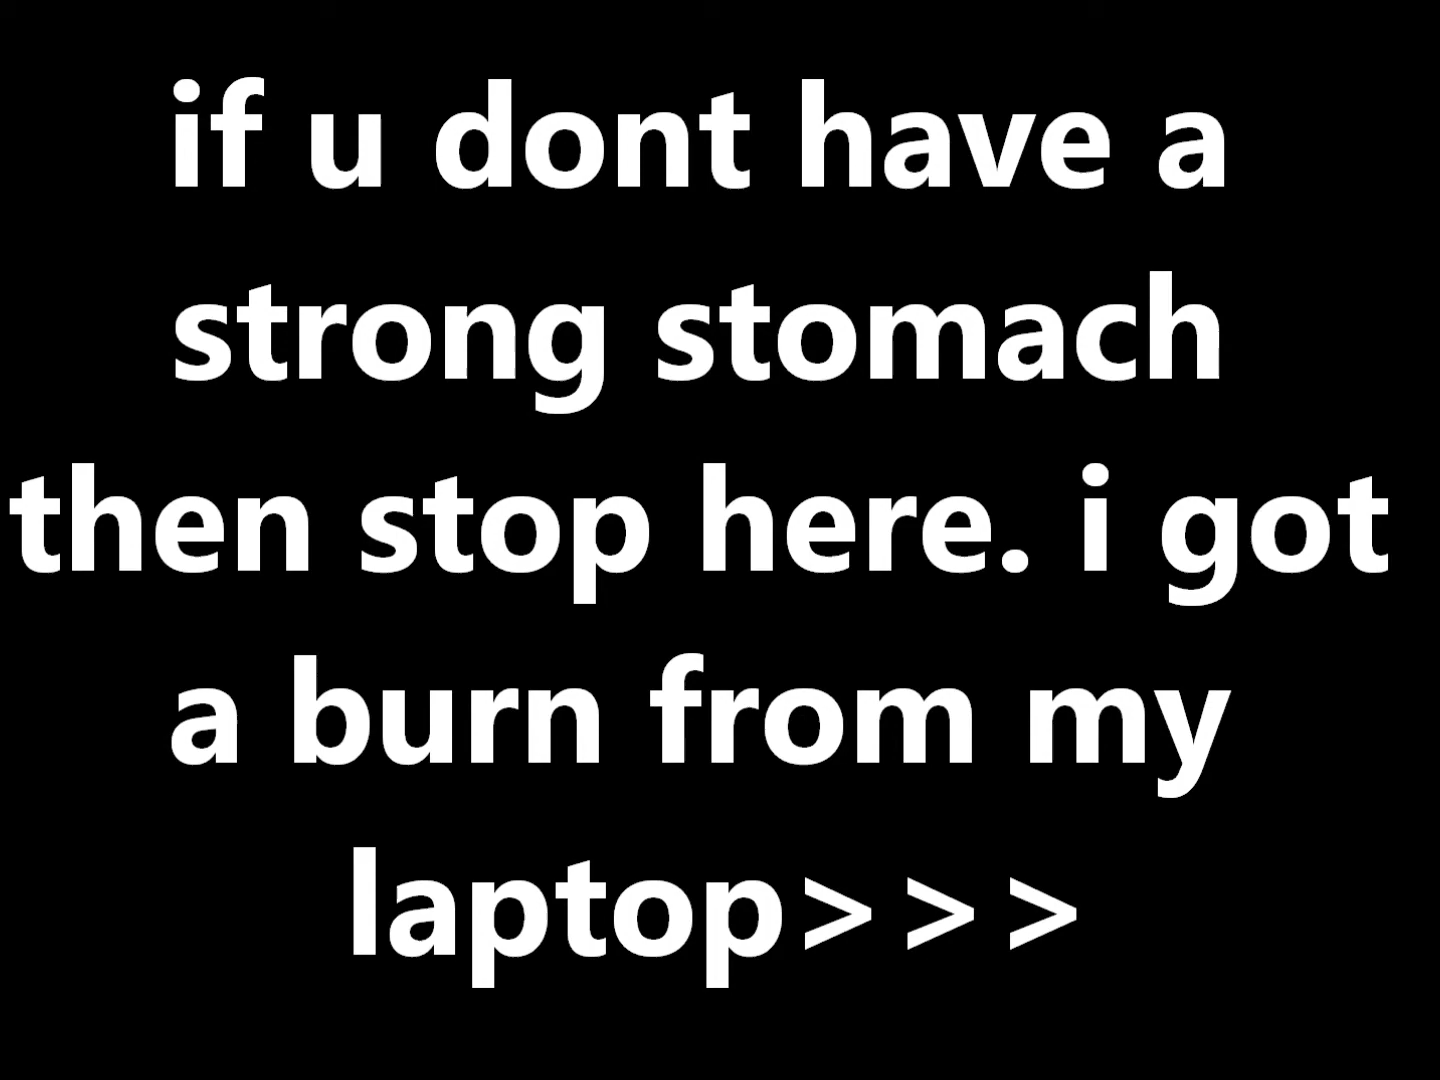 if u dont have a
strong stomach
then stop here. i got
a burn from my
laptop>>>